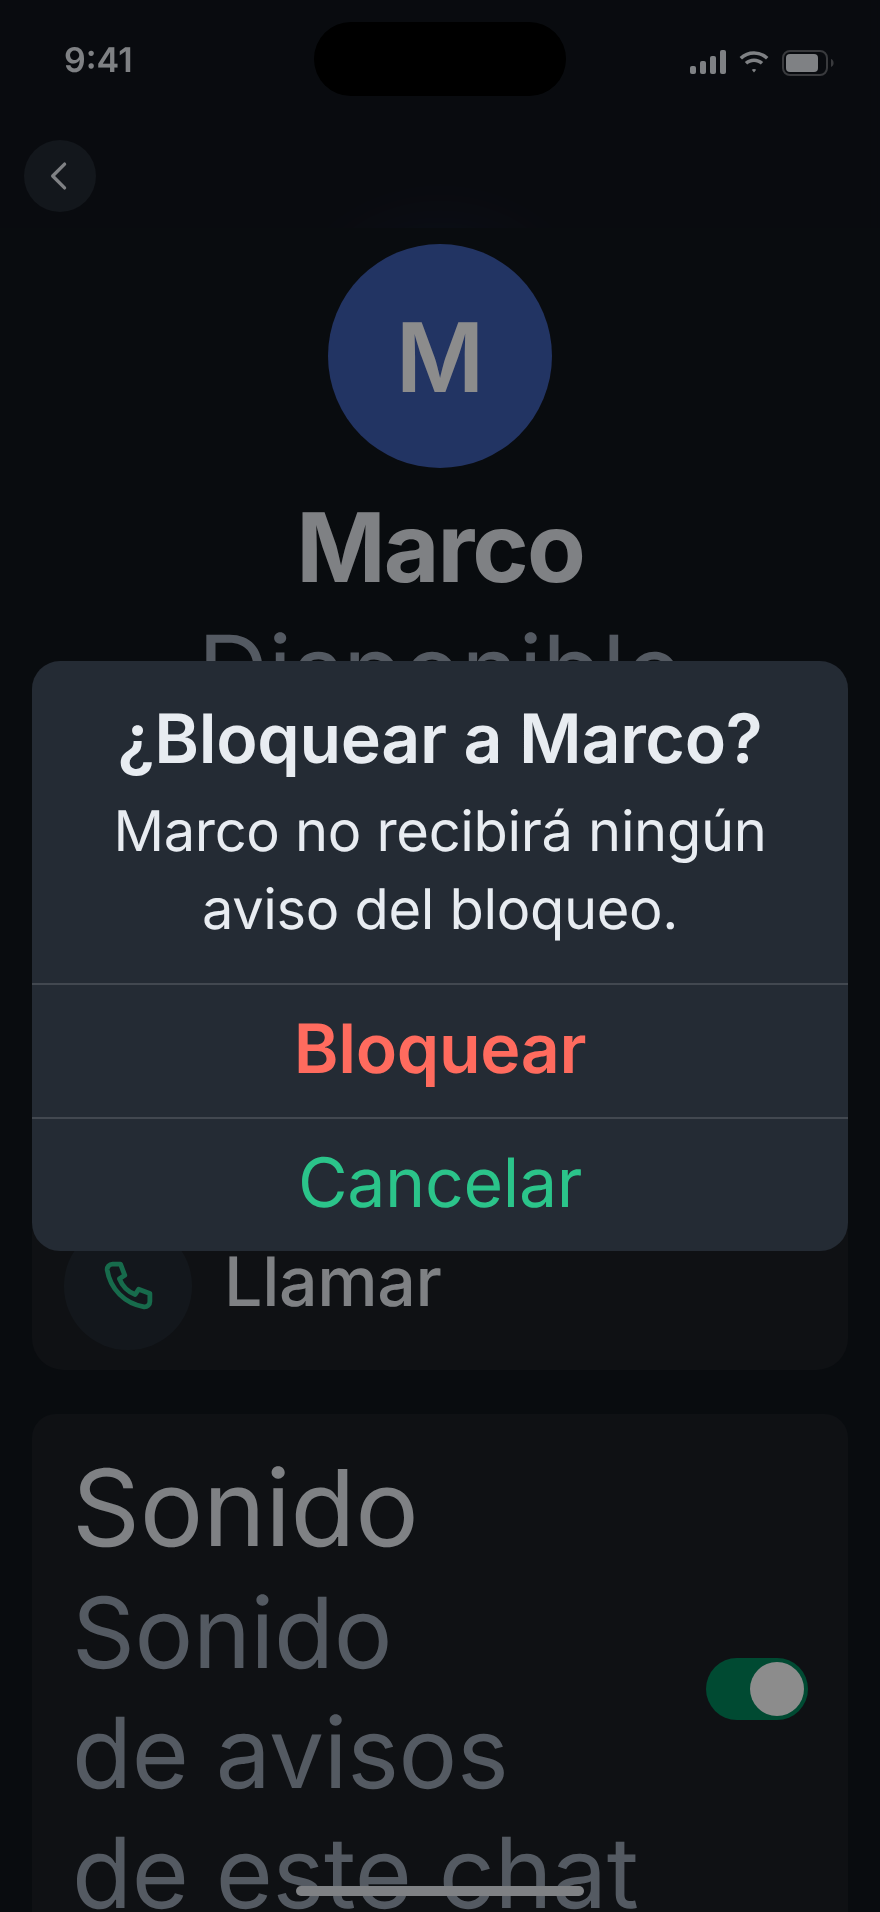 9:41
M
Marco
Disponible
¿Bloquear a Marco?
Marco no recibirá ningún
aviso del bloqueo.
Bloquear
Cancelar
Llamar
Sonido
Sonido
de avisos
de este chat